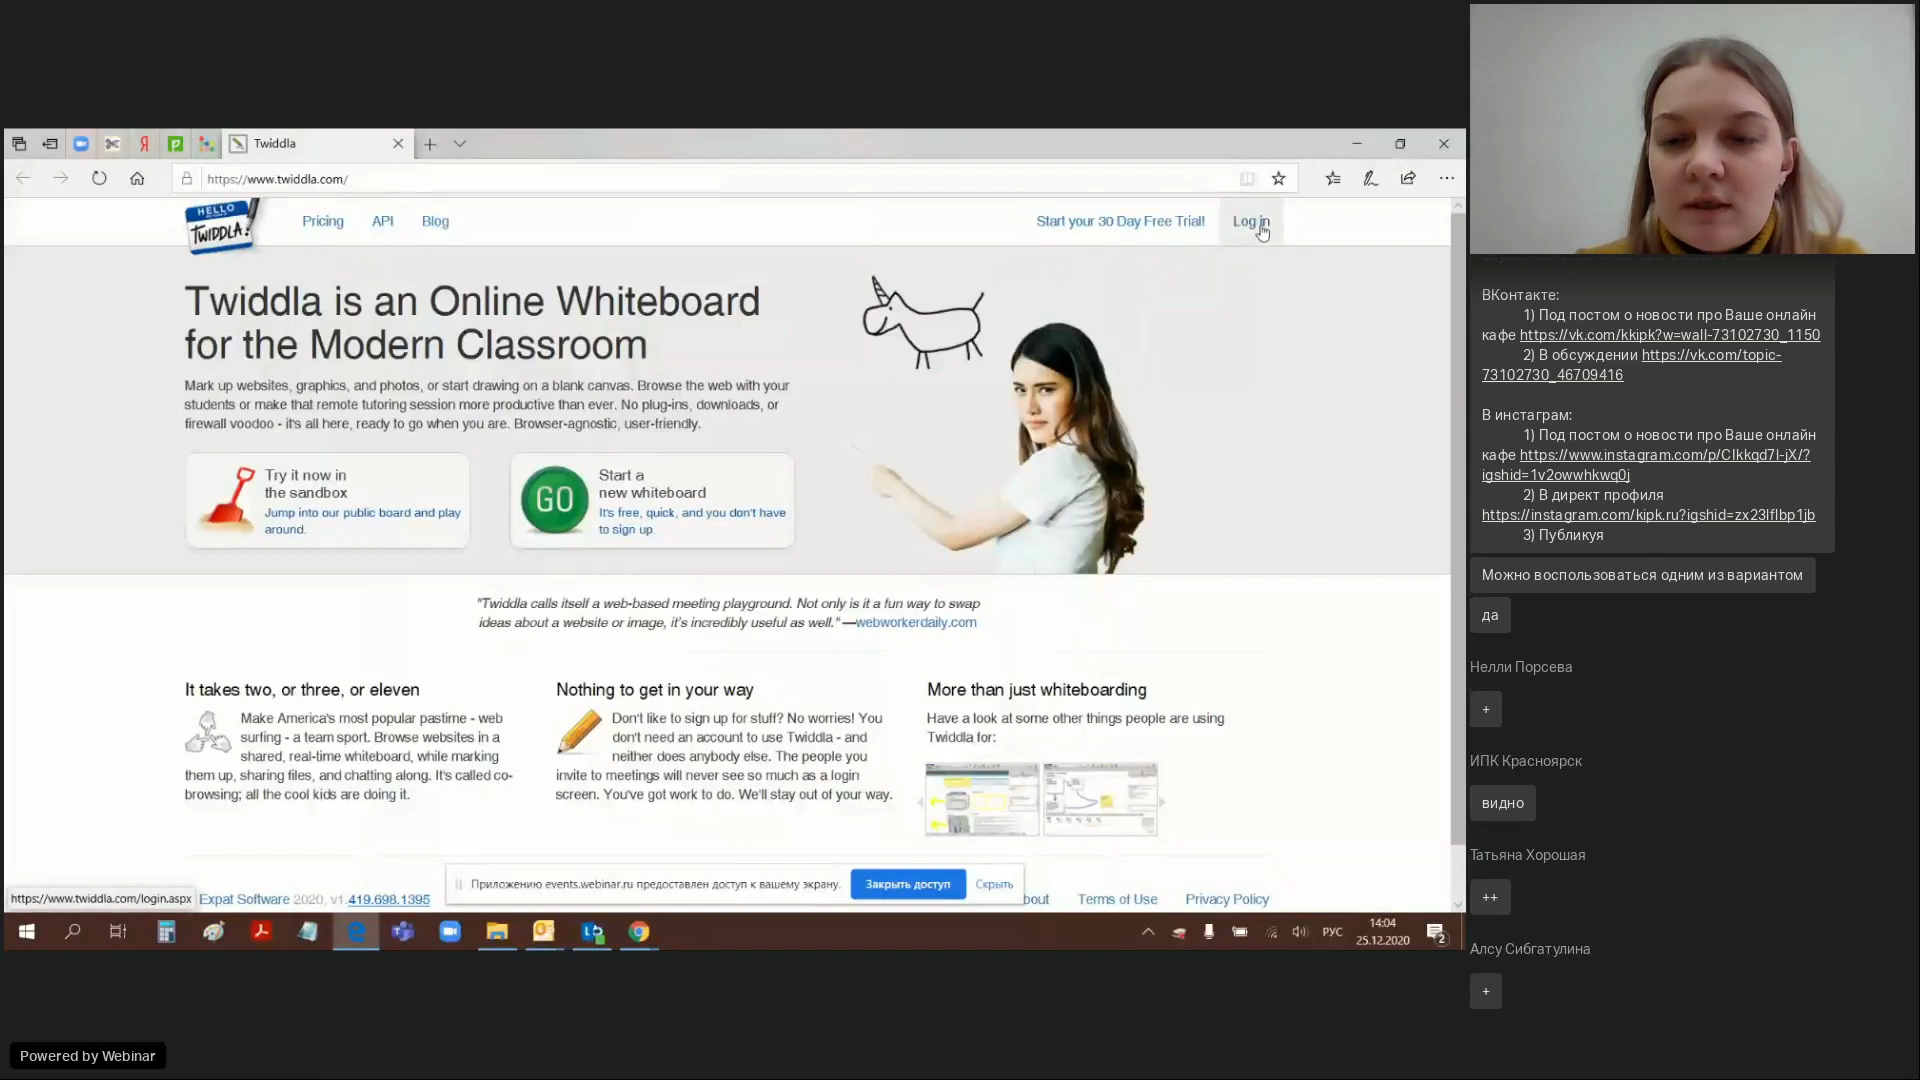 Twiddla
https://www.twiddla.com/
HELLO
TWIDDLA!
Pricing
API
Blog
Start your 30 Day Free Trial!
Log in
Twiddla is an Online Whiteboard
for the Modern Classroom
Mark up websites, graphics, and photos, or start drawing on a blank canvas. Browse the web with your
students or make that remote tutoring session more productive than ever. No plug-ins, downloads, or
firewall voodoo - it's all here, ready to go when you are. Browser-agnostic, user-friendly.
Try it now in
the sandbox
Jump into our public board and play
around.
GO
Start a
new whiteboard
It's free, quick, and you don't have
to sign up.
"Twiddla calls itself a web-based meeting playground. Not only is it a fun way to swap
ideas about a website or image, it's incredibly useful as well." —webworkerdaily.com
It takes two, or three, or eleven
Make America's most popular pastime - web
surfing - a team sport. Browse websites in a
shared, real-time whiteboard, while marking
them up, sharing files, and chatting along. It's called co-
browsing; all the cool kids are doing it.
Nothing to get in your way
Don't like to sign up for stuff? No worries! You
don't need an account to use Twiddla - and
neither does anybody else. The people you
invite to meetings will never see so much as a login
screen. You've got work to do. We'll stay out of your way.
More than just whiteboarding
Have a look at some other things people are using
Twiddla for:
Приложению events.webinar.ru предоставлен доступ к вашему экрану.
Закрыть доступ
Скрыть
https://www.twiddla.com/login.aspx
Expat Software 2020, v1.419.698.1395
bout
Terms of Use
Privacy Policy
РУС
14:04
25.12.2020
2
ВКонтакте:
1) Под постом о новости про Ваше онлайн
кафе https://vk.com/kkipk?w=wall-73102730_1150
2) В обсуждении https://vk.com/topic-
73102730_46709416
В инстаграм:
1) Под постом о новости про Ваше онлайн
кафе https://www.instagram.com/p/CIkkqd7l-jX/?
igshid=1v2owwhkwq0j
2) В директ профиля
https://instagram.com/kipk.ru?igshid=zx23lflbp1jb
3) Публикуя
Можно воспользоваться одним из вариантом
да
Нелли Порсева
+
ИПК Красноярск
видно
Татьяна Хорошая
++
Алсу Сибгатулина
+
Powered by Webinar